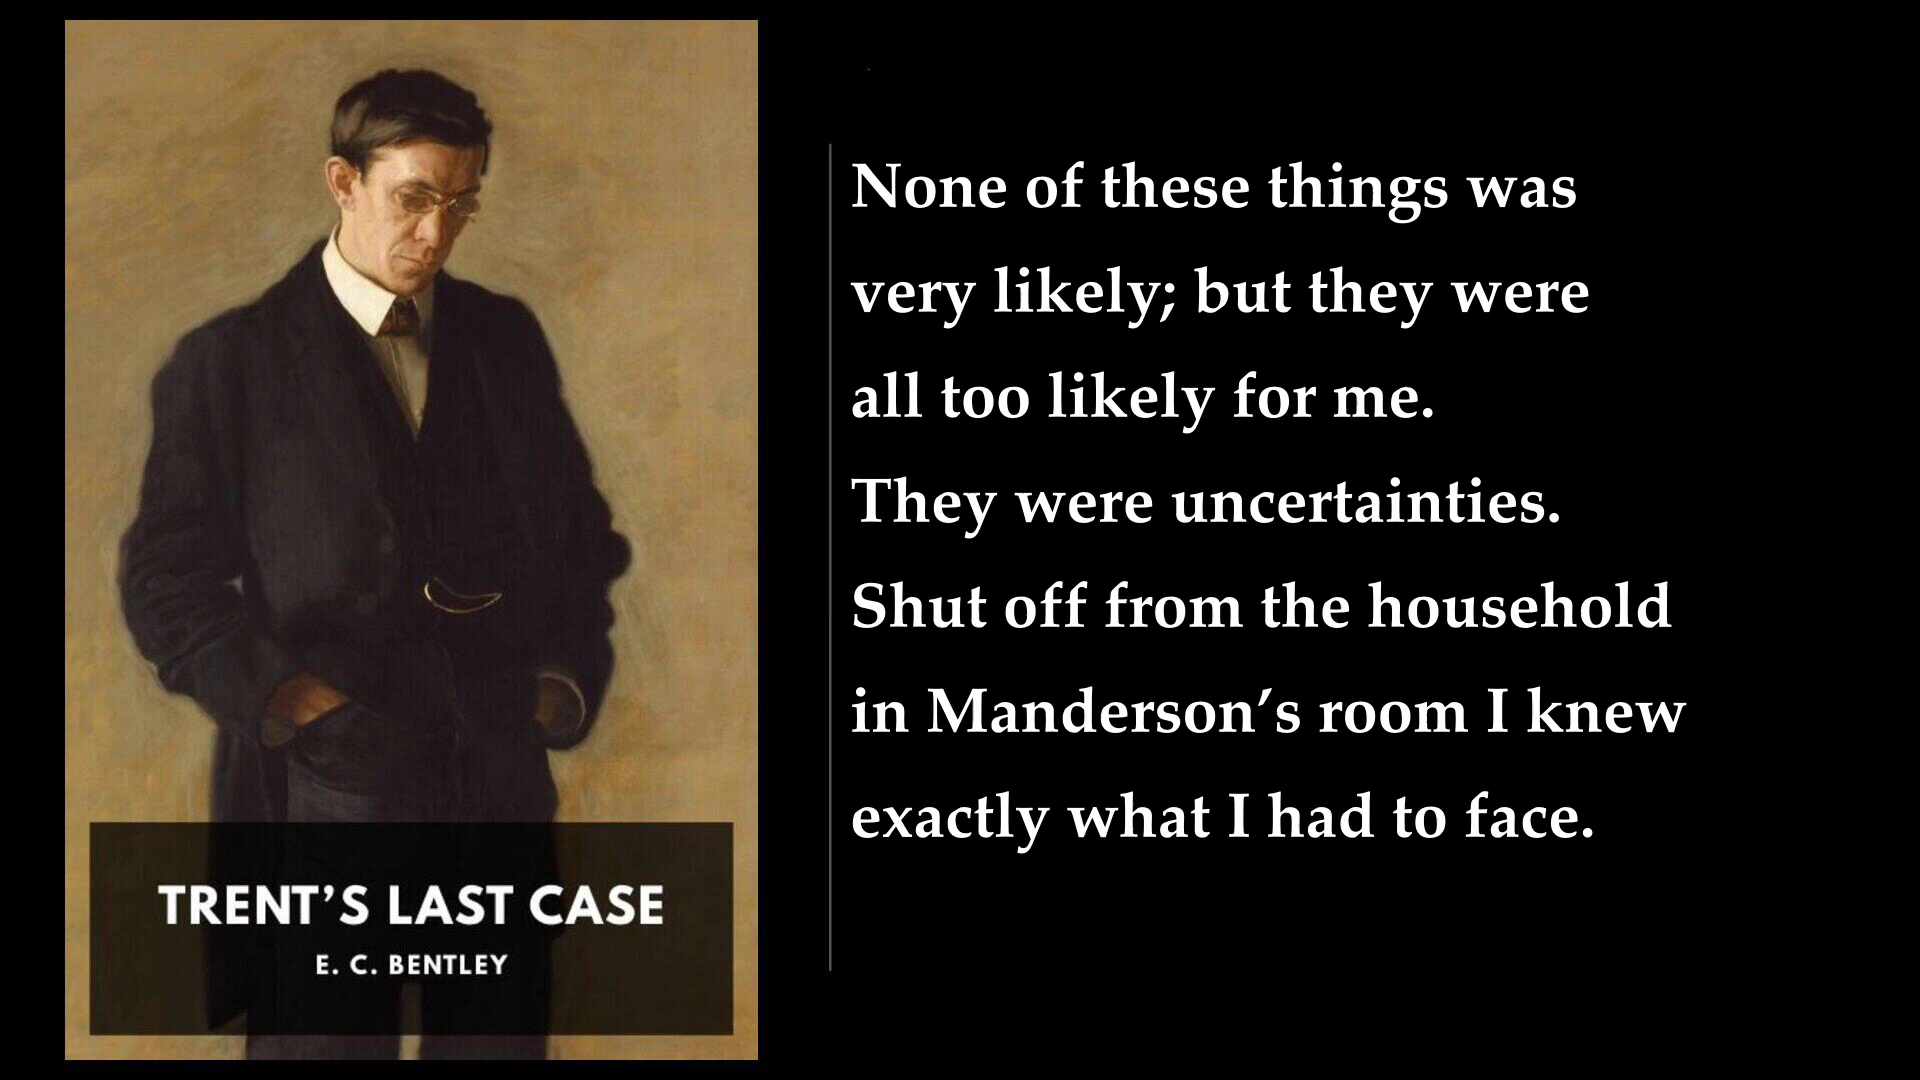 TRENT’S LAST CASE
E. C. BENTLEY
None of these things was
very likely; but they were
all too likely for me.
They were uncertainties.
Shut off from the household
in Manderson’s room I knew
exactly what I had to face.